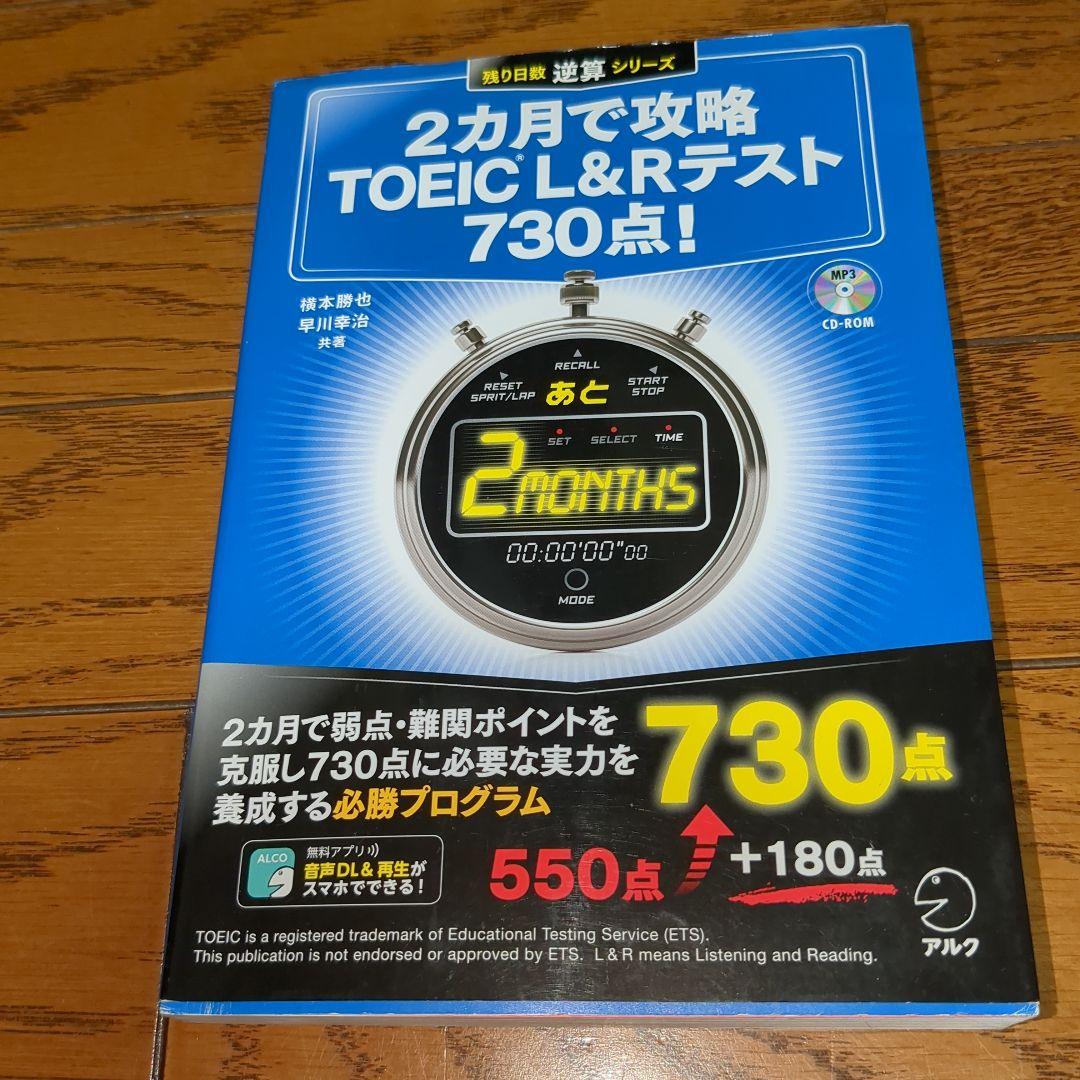 残り日数 逆算 シリーズ
2カ月で攻略
TOEIC® L&Rテスト
730点!
横本勝也
早川幸治
共著
MP3
CD-ROM
RECALL
RESET
SPRIT/LAP
あと
START
STOP
SET SELECT TIME
2MONTHS
00:00'00"00
MODE
2カ月で弱点・難関ポイントを
克服し730点に必要な実力を
養成する必勝プログラム
730点
550点
+180点
ALCO
無料アプリ
音声DL&再生が
スマホでできる!
アルク
TOEIC is a registered trademark of Educational Testing Service (ETS).
This publication is not endorsed or approved by ETS. L&R means Listening and Reading.